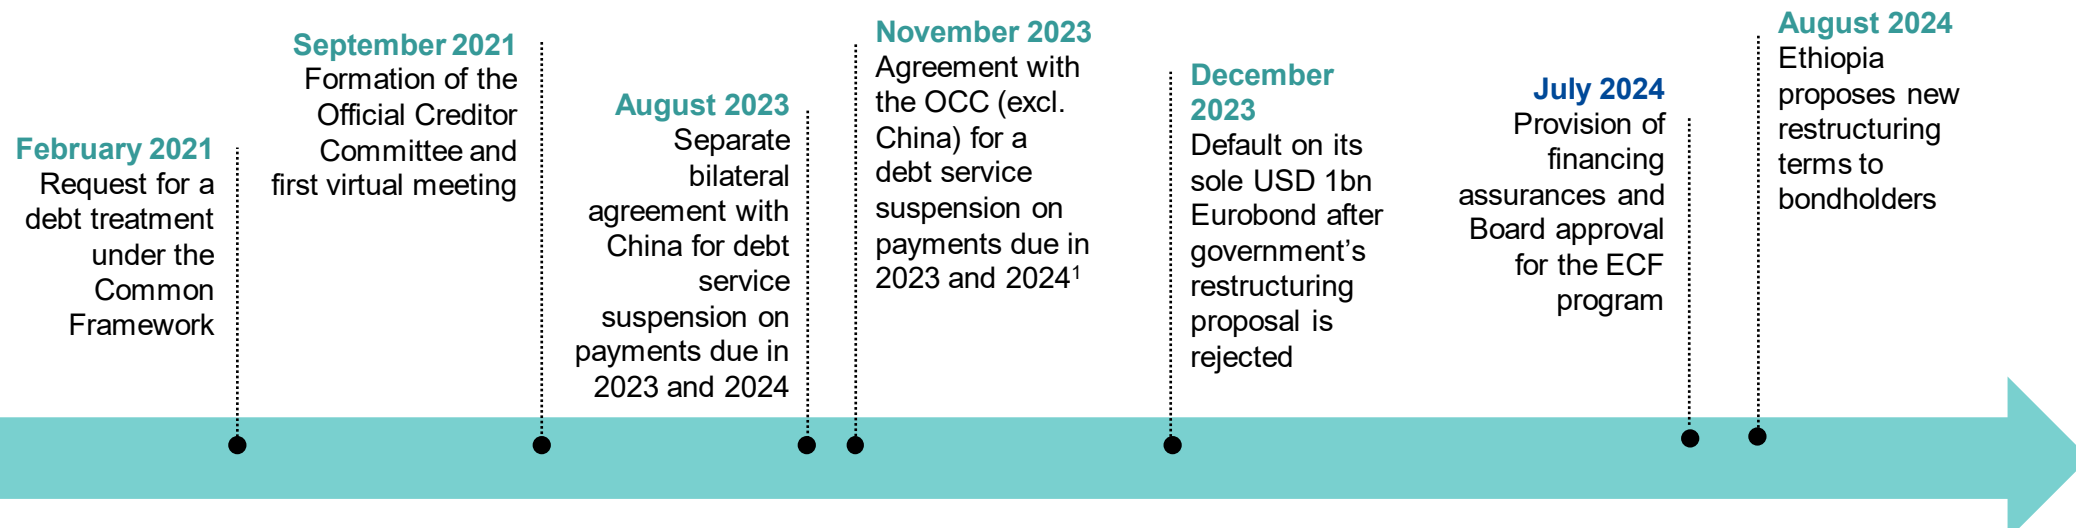 February 2021
Request for a
debt treatment
under the
Common
Framework
September 2021
Formation of the
Official Creditor
Committee and
first virtual meeting
August 2023
Separate
bilateral
agreement with
China for debt
service
suspension on
payments due in
2023 and 2024
November 2023
Agreement with
the OCC (excl.
China) for a
debt service
suspension on
payments due in
2023 and 2024¹
December
2023
Default on its
sole USD 1bn
Eurobond after
government’s
restructuring
proposal is
rejected
July 2024
Provision of
financing
assurances and
Board approval
for the ECF
program
August 2024
Ethiopia
proposes new
restructuring
terms to
bondholders